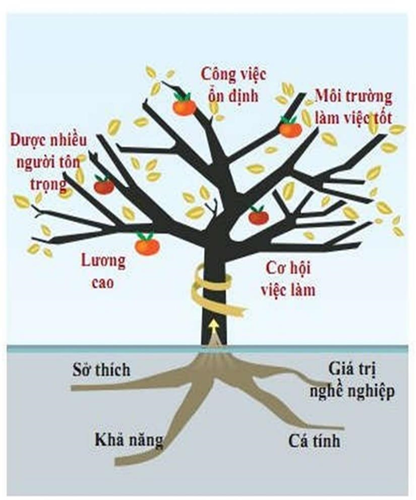 Công việc
ổn định
Môi trường
làm việc tốt
Dược nhiều
người tôn
trọng
Lương
cao
Cơ hội
việc làm
Sở thích
Giá trị
nghề nghiệp
Khả năng
Cá tính